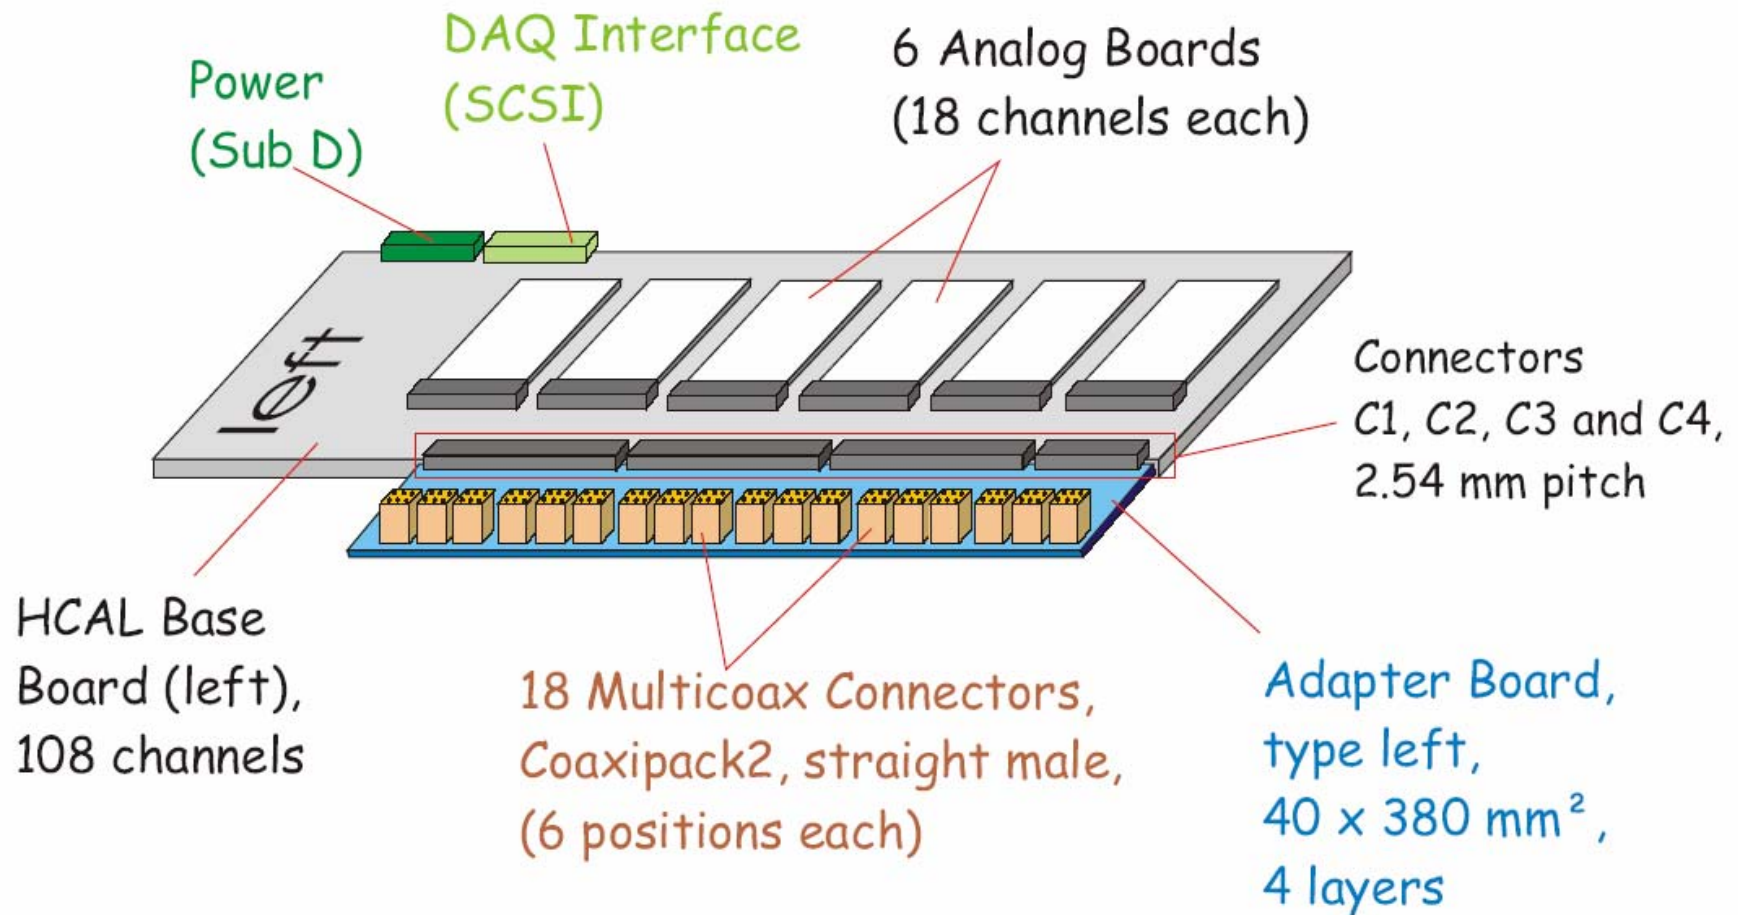 DAQ Interface
(SCSI)
Power
(Sub D)
6 Analog Boards
(18 channels each)
left
Connectors
C1, C2, C3 and C4,
2.54 mm pitch
HCAL Base
Board (left),
108 channels
18 Multicoax Connectors,
Coaxipack2, straight male,
(6 positions each)
Adapter Board,
type left,
40 x 380 mm²,
4 layers